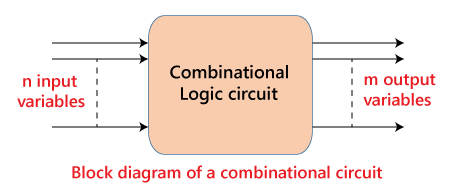 n input
variables
Combinational
Logic circuit
m output
variables
Block diagram of a combinational circuit